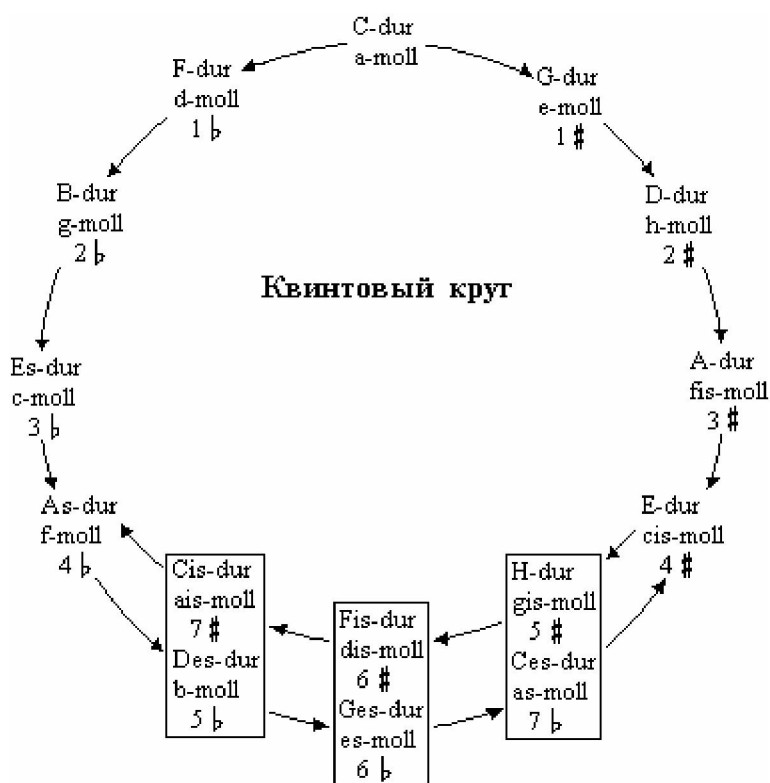 C-dur
a-moll
F-dur
d-moll
1 ♭
G-dur
e-moll
1 ♯
B-dur
g-moll
2 ♭
D-dur
h-moll
2 ♯
Квинтовый круг
Es-dur
c-moll
3 ♭
A-dur
fis-moll
3 ♯
As-dur
f-moll
4 ♭
E-dur
cis-moll
4 ♯
Cis-dur
ais-moll
7 ♯
Des-dur
b-moll
5 ♭
Fis-dur
dis-moll
6 ♯
Ges-dur
es-moll
6 ♭
H-dur
gis-moll
5 ♯
Ces-dur
as-moll
7 ♭